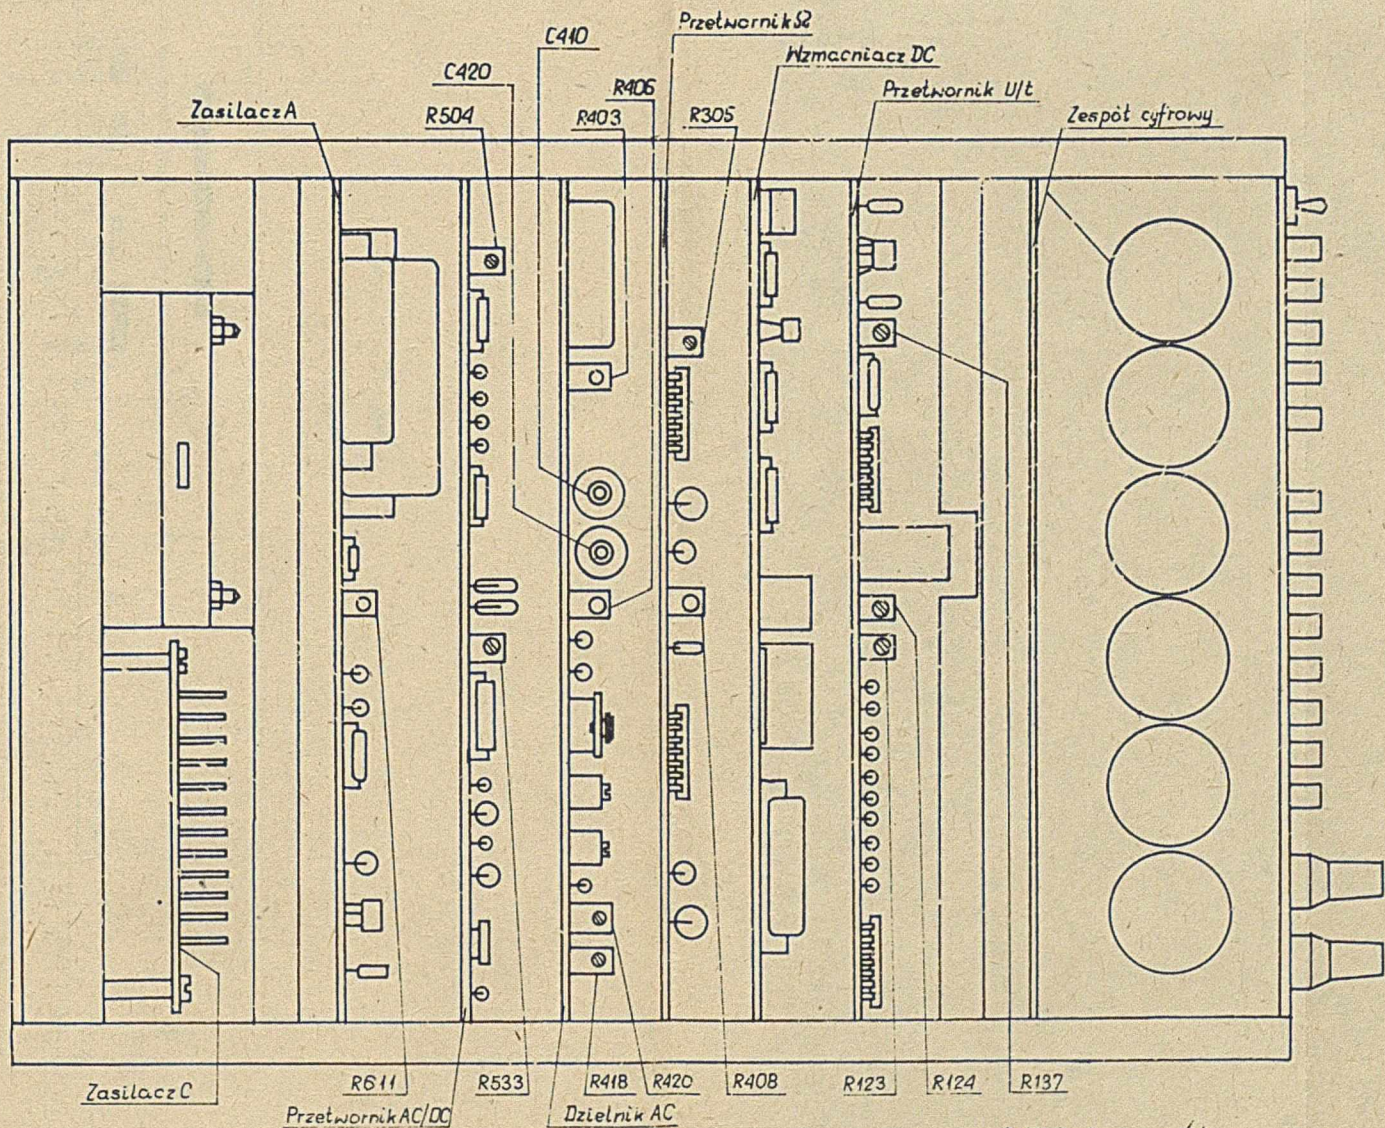 Przetwornik Ω
C410
Wzmacniacz DC
C420
R406
Przetwornik U/t
Zasilacz A
R504
R403
R305
Zespół cyfrowy
Zasilacz C
R611
R533
R418
R420
R408
R123
R124
R137
Przetwornik AC/DC
Dzielnik AC